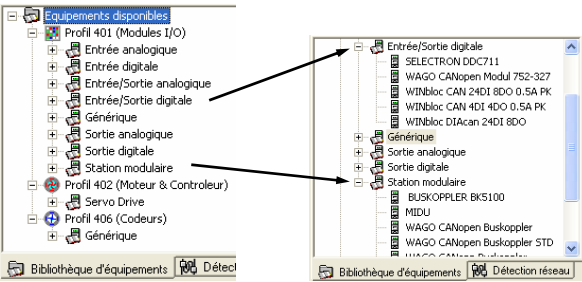 Equipements disponibles
Profil 401 (Modules I/O)
Entrée analogique
Entrée digitale
Entrée/Sortie analogique
Entrée/Sortie digitale
Générique
Sortie analogique
Sortie digitale
Station modulaire
Profil 402 (Moteur & Controleur)
Servo Drive
Profil 406 (Codeurs)
Générique
Bibliothèque d'équipements
Détect
Entrée/Sortie digitale
SELECTRON DDC711
WAGO CANopen Modul 752-327
WINbloc CAN 24DI 8DO 0.5A PK
WINbloc CAN 4DI 4DO 0.5A PK
WINbloc DIAcan 24DI 8DO
Générique
Sortie analogique
Sortie digitale
Station modulaire
BUSKOPPLER BK5100
MIDU
WAGO CANopen Buskoppler
WAGO CANopen Buskoppler STD
WAGO CANopen Buskoppler
Bibliothèque d'équipements
Détection réseau